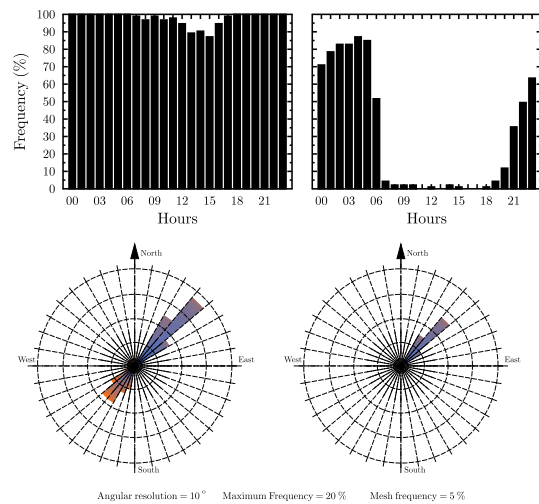 100
90
80
70
60
50
40
30
20
10
0
Frequency (%)
00 03 06 09 12 15 18 21
00 03 06 09 12 15 18 21
Hours
Hours
North
North
West
East
West
East
South
South
Angular resolution = 10 ° Maximum Frequency = 20 % Mesh frequency = 5 %